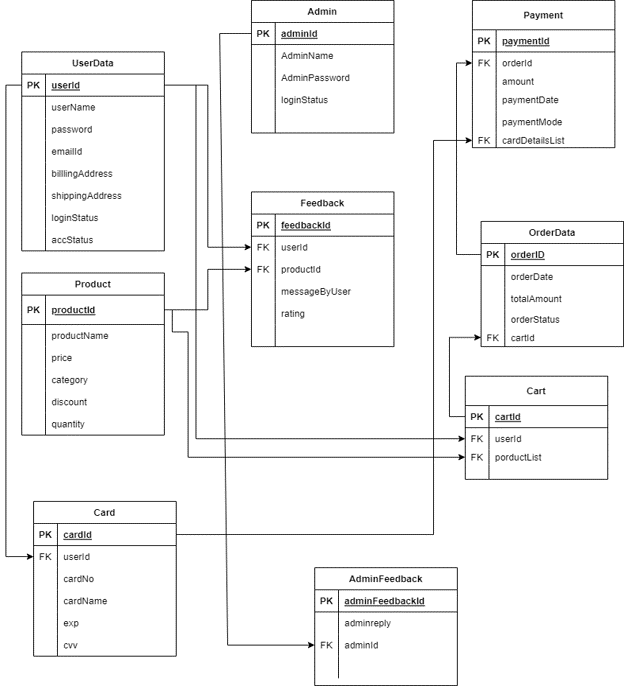 Admin
PK adminId
AdminName
AdminPassword
loginStatus
Payment
PK paymentId
FK orderId
amount
paymentDate
paymentMode
FK cardDetailsList
UserData
PK userId
userName
password
emailId
billlingAddress
shippingAddress
loginStatus
accStatus
Feedback
PK feedbackId
FK userId
FK productId
messageByUser
rating
OrderData
PK orderID
orderDate
totalAmount
orderStatus
FK cartId
Product
PK productId
productName
price
category
discount
quantity
Cart
PK cartId
FK userId
FK porductList
Card
PK cardId
FK userId
cardNo
cardName
exp
cvv
AdminFeedback
PK adminFeedbackId
adminreply
FK adminId